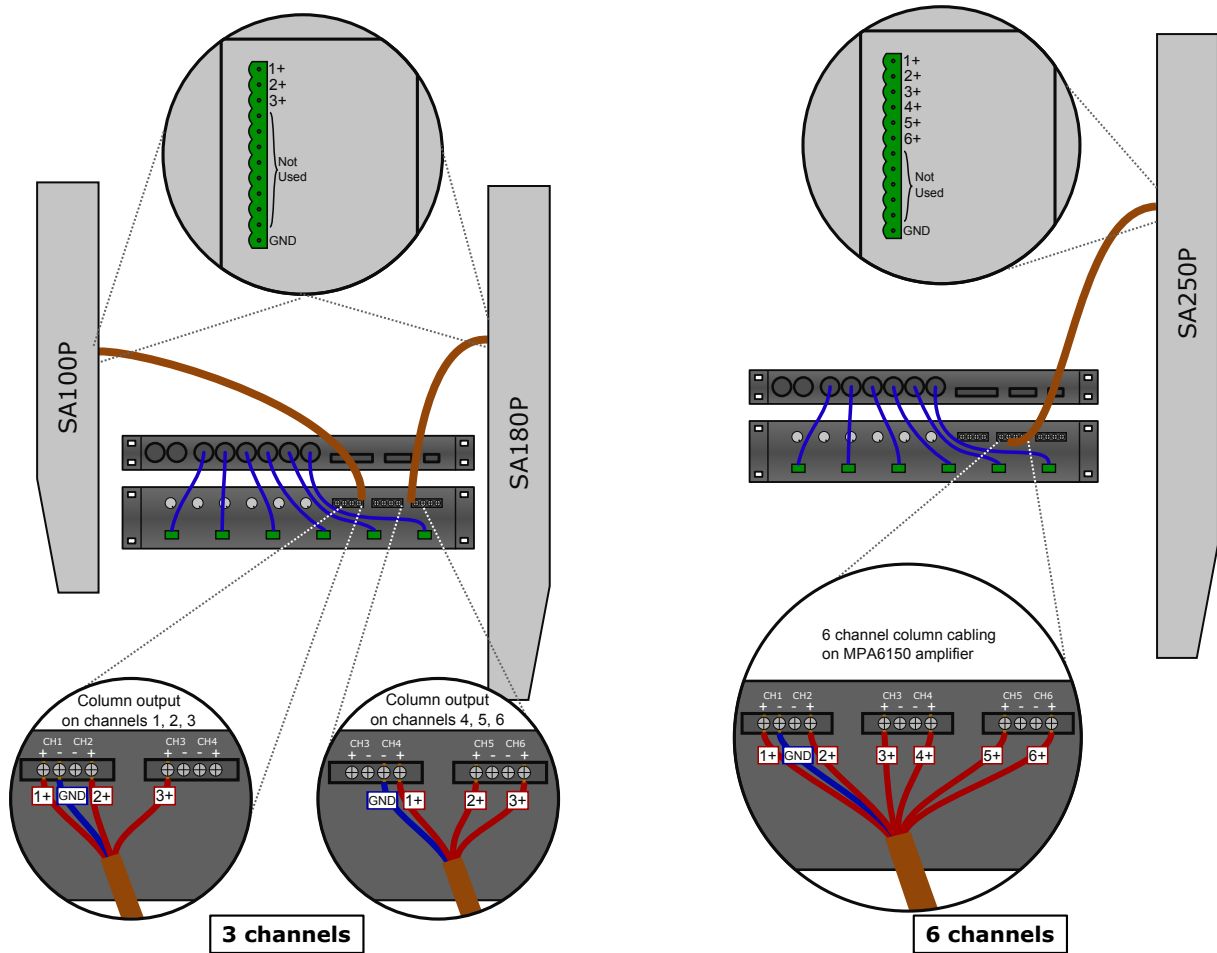 1+
2+
3+
Not
Used
GND
SA100P
SA180P
Column output
on channels 1, 2, 3
CH1 CH2 CH3 CH4
+ - - + + - - +
1+ GND 2+ 3+
Column output
on channels 4, 5, 6
CH3 CH4 CH5 CH6
+ - - + + - - +
GND 1+ 2+ 3+
3 channels
1+
2+
3+
4+
5+
6+
Not
Used
GND
SA250P
6 channel column cabling
on MPA6150 amplifier
CH1 CH2 CH3 CH4 CH5 CH6
+ - - + + - - + + - - +
1+ GND 2+ 3+ 4+ 5+ 6+
6 channels